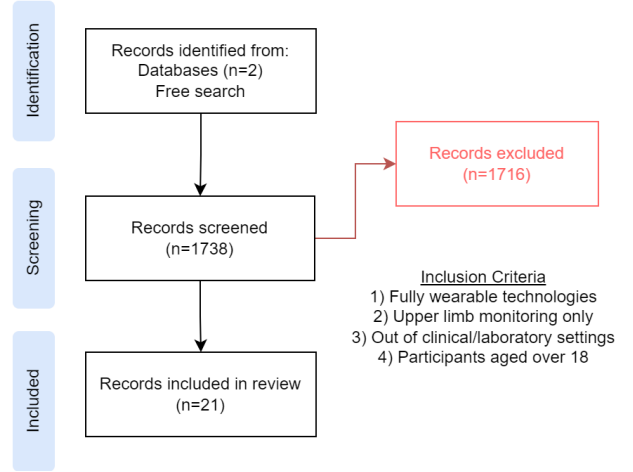 Identification
Records identified from:
Databases (n=2)
Free search
Screening
Records screened
(n=1738)
Records excluded
(n=1716)
Inclusion Criteria
1) Fully wearable technologies
2) Upper limb monitoring only
3) Out of clinical/laboratory settings
4) Participants aged over 18
Included
Records included in review
(n=21)